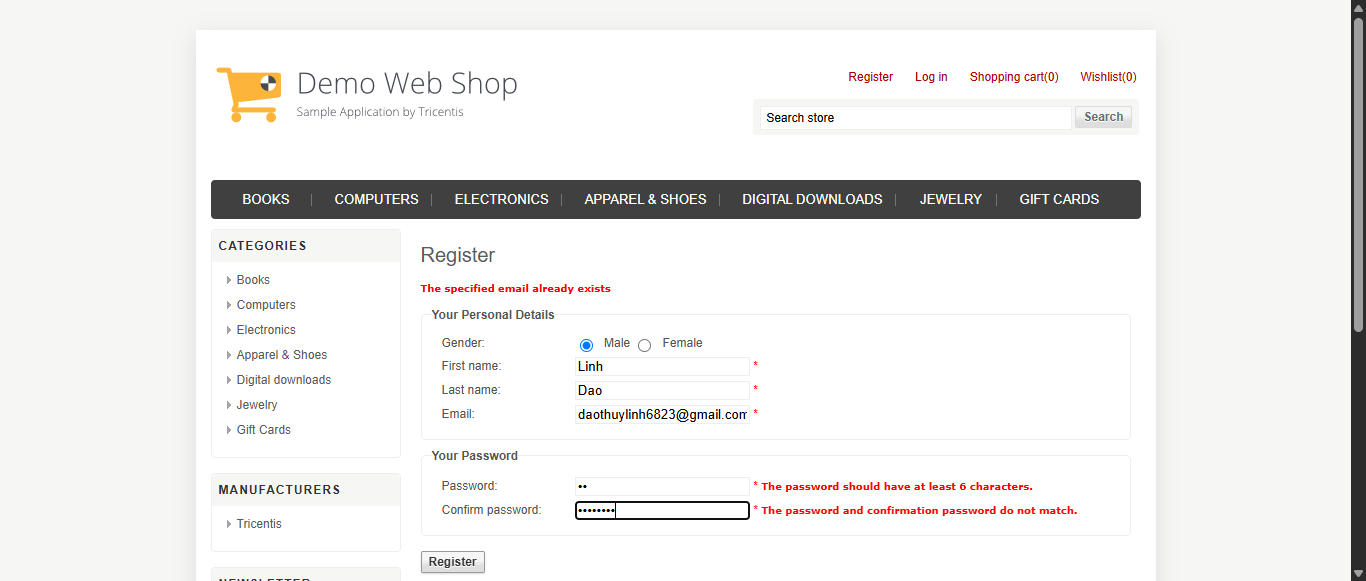 Demo Web Shop
Sample Application by Tricentis
Register Log in Shopping cart(0) Wishlist(0)
Search store Search
BOOKS COMPUTERS ELECTRONICS APPAREL & SHOES DIGITAL DOWNLOADS JEWELRY GIFT CARDS
CATEGORIES
Books
Computers
Electronics
Apparel & Shoes
Digital downloads
Jewelry
Gift Cards
MANUFACTURERS
Tricentis
NEWSLETTER
Register
The specified email already exists
Your Personal Details
Gender: Male Female
First name: Linh *
Last name: Dao *
Email: daothuylinh6823@gmail.com *
Your Password
Password: •• * The password should have at least 6 characters.
Confirm password: •••••••• * The password and confirmation password do not match.
Register